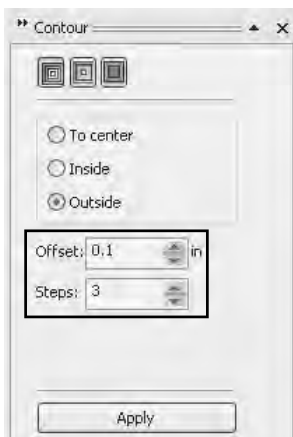 Contour
To center
Inside
Outside
Offset: 0.1 in
Steps: 3
Apply